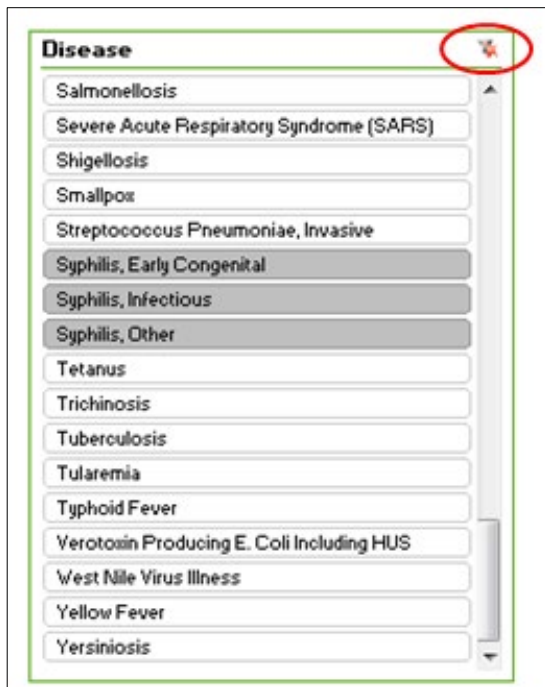 Disease
Salmonellosis
Severe Acute Respiratory Syndrome (SARS)
Shigellosis
Smallpox
Streptococcus Pneumoniae, Invasive
Syphilis, Early Congenital
Syphilis, Infectious
Syphilis, Other
Tetanus
Trichinosis
Tuberculosis
Tularemia
Typhoid Fever
Verotoxin Producing E. Coli Including HUS
West Nile Virus Illness
Yellow Fever
Yersiniosis